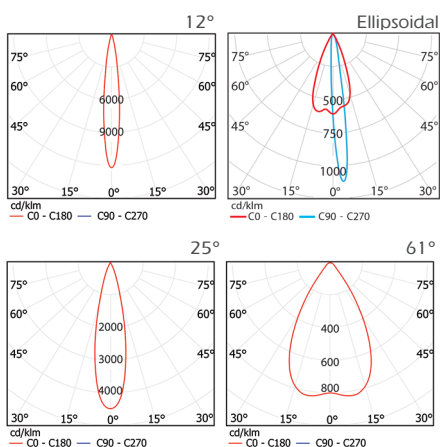 12°
75° 75°
60° 60°
6000
45° 9000 45°
30° 15° 0° 15° 30°
cd/klm
C0 - C180 C90 - C270
Ellipsoidal
75° 75°
60° 60°
500
45° 45°
750
1000
30° 15° 0° 15° 30°
cd/klm
C0 - C180 C90 - C270
25°
75° 75°
60° 60°
2000
45° 3000 45°
4000
30° 15° 0° 15° 30°
cd/klm
C0 - C180 C90 - C270
61°
75° 75°
60° 60°
400
45° 600 45°
800
30° 15° 0° 15° 30°
cd/klm
C0 - C180 C90 - C270